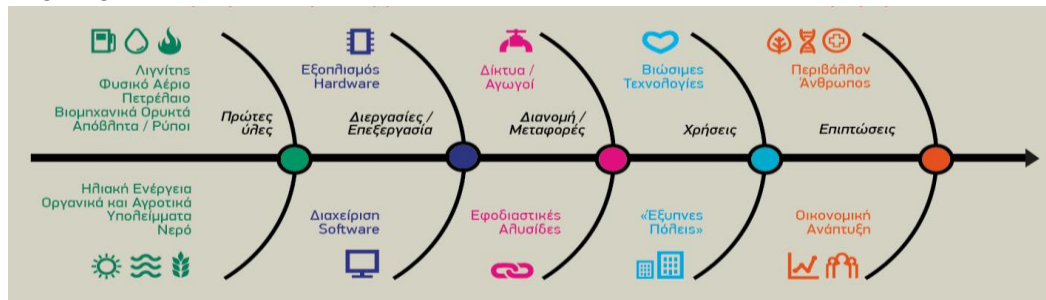 Λιγνίτης
Φυσικό Αέριο
Πετρέλαιο
Βιομηχανικά Ορυκτά
Απόβλητα / Ρύποι
Πρώτες
ύλες
Ηλιακή Ενέργεια
Οργανικά και Αγροτικά
Υπολείμματα
Νερό
Εξοπλισμός
Hardware
Διεργασίες /
Επεξεργασία
Διαχείριση
Software
Δίκτυα /
Αγωγοί
Διανομή /
Μεταφορές
Εφοδιαστικές
Αλυσίδες
Βιώσιμες
Τεχνολογίες
Χρήσεις
«Έξυπνες
Πόλεις»
Περιβάλλον
Άνθρωπος
Επιπτώσεις
Οικονομική
Ανάπτυξη